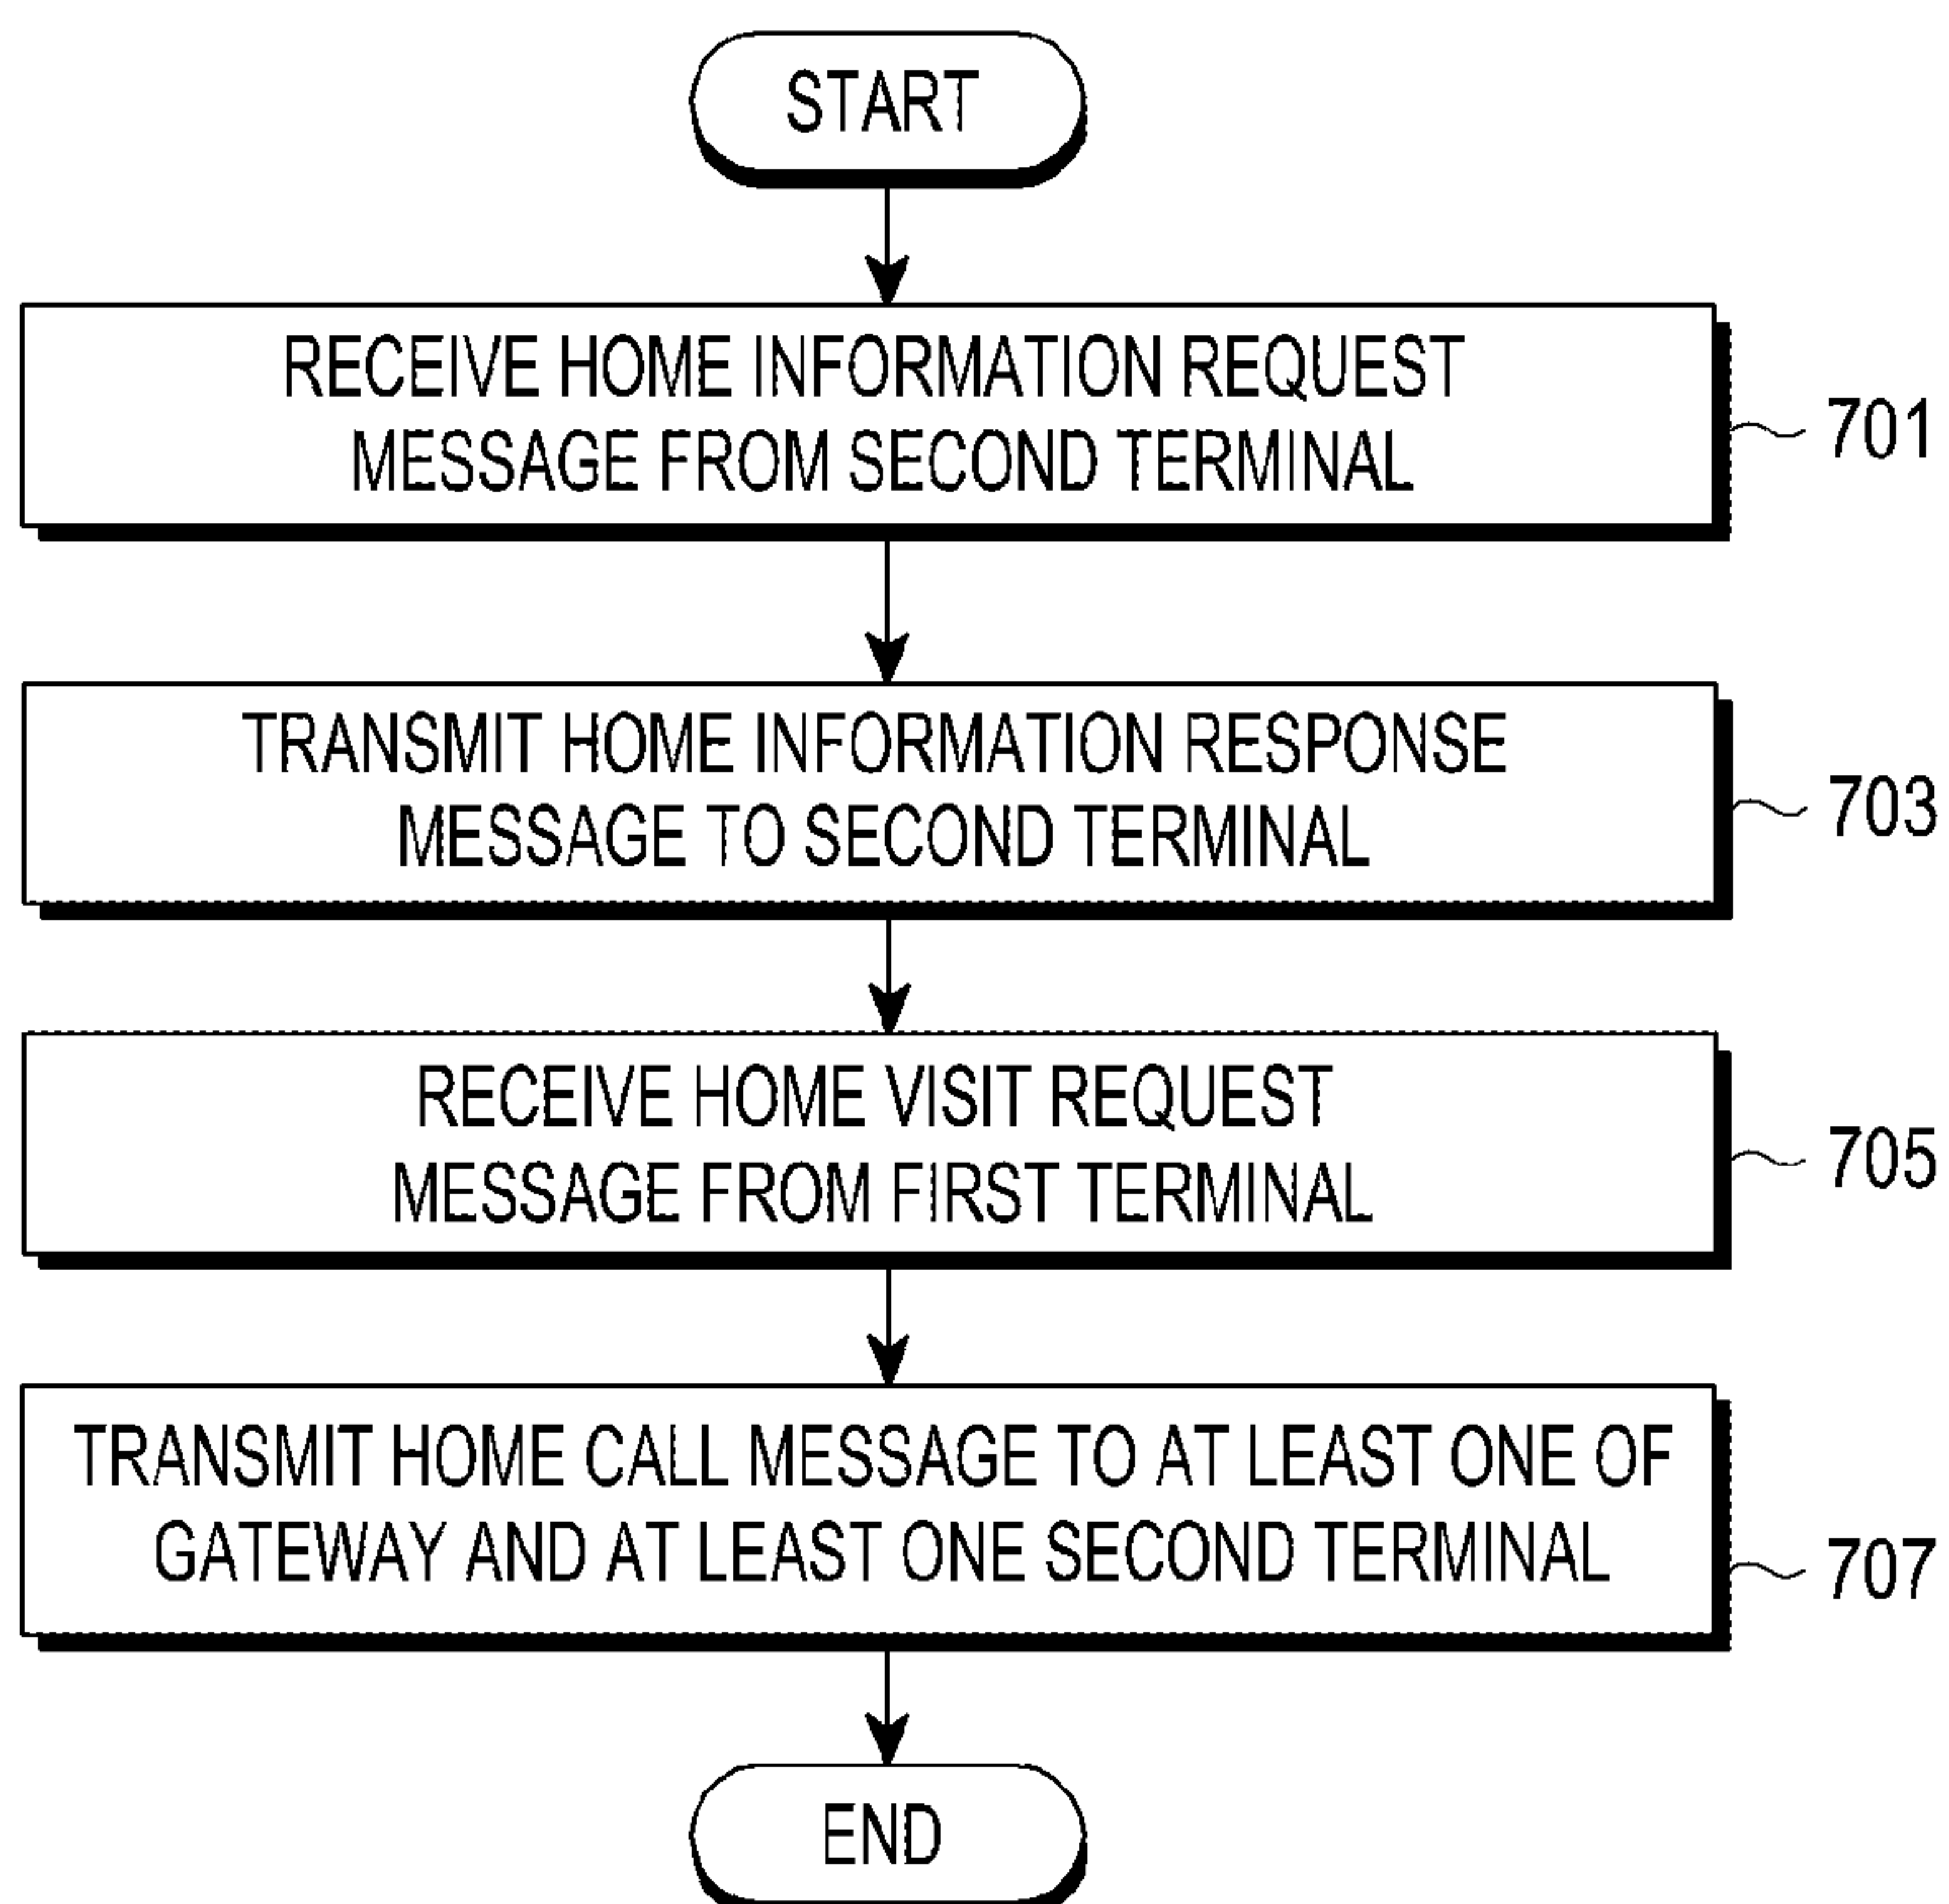 START
RECEIVE HOME INFORMATION REQUEST
MESSAGE FROM SECOND TERMINAL
701
TRANSMIT HOME INFORMATION RESPONSE
MESSAGE TO SECOND TERMINAL
703
RECEIVE HOME VISIT REQUEST
MESSAGE FROM FIRST TERMINAL
705
TRANSMIT HOME CALL MESSAGE TO AT LEAST ONE OF
GATEWAY AND AT LEAST ONE SECOND TERMINAL
707
END